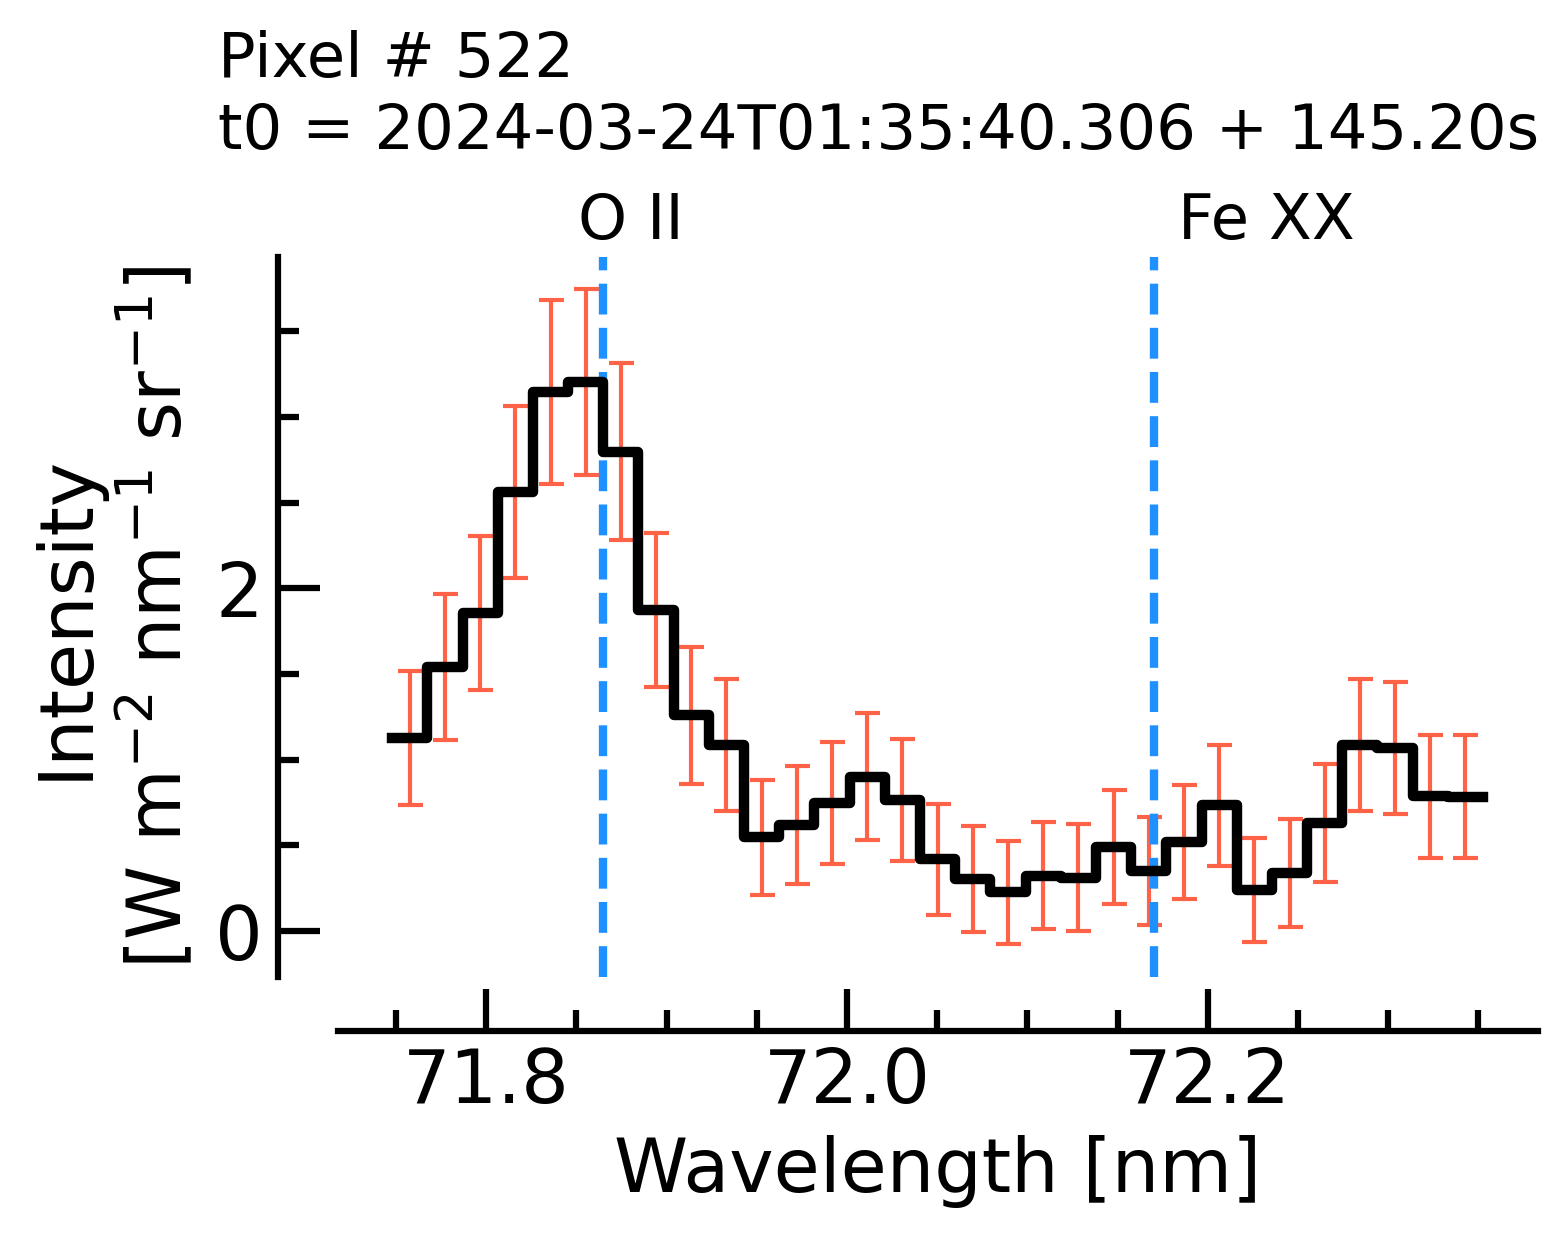 Pixel # 522
t0 = 2024-03-24T01:35:40.306 + 145.20s
O II
Fe XX
Intensity
[W m⁻² nm⁻¹ sr⁻¹]
2
0
71.8
72.0
72.2
Wavelength [nm]